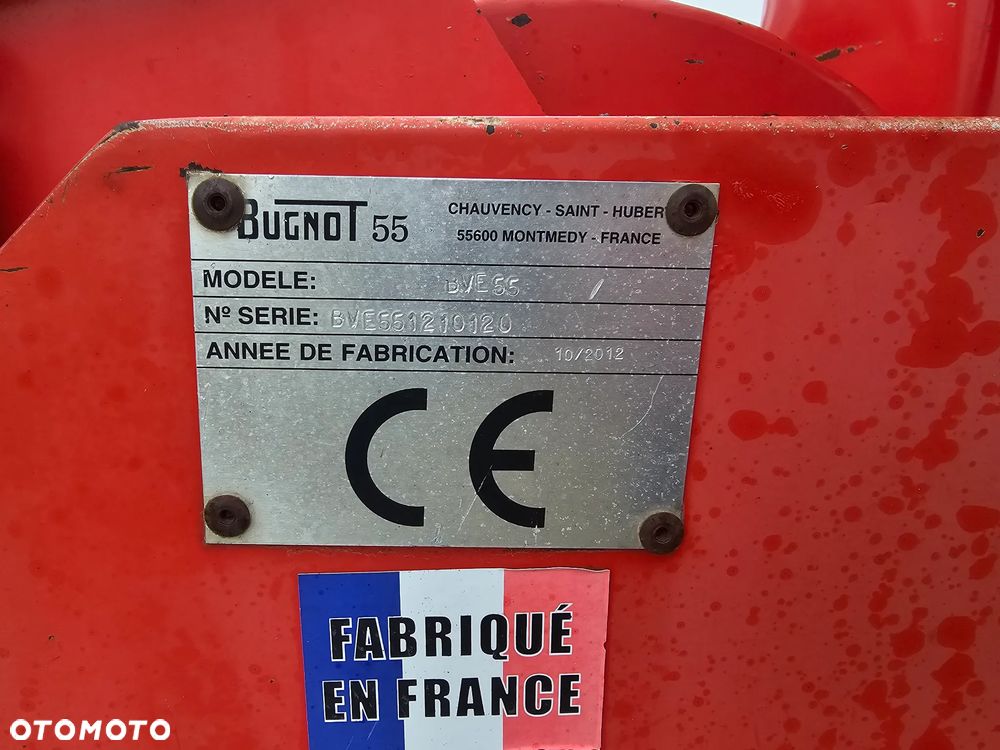 BUGNOT 55
CHAUVENCY - SAINT - HUBER
55600 MONTMEDY - FRANCE
MODELE: BVE55
Nº SERIE: BVE551210120
ANNEE DE FABRICATION: 10/2012
CE
FABRIQUÉ
EN FRANCE
OTOMOTO